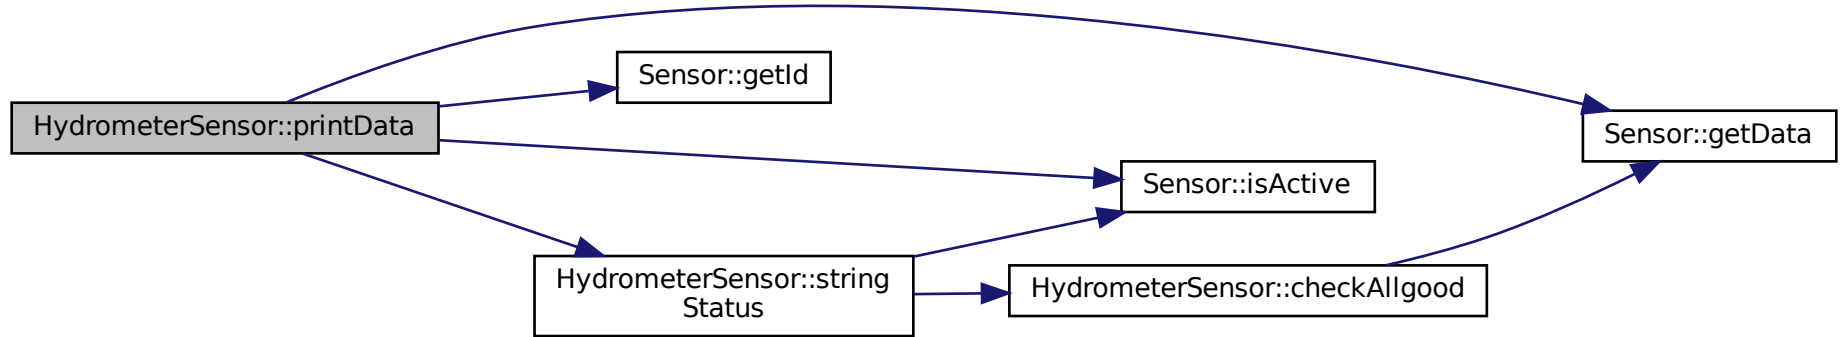 HydrometerSensor::printData
Sensor::getId
Sensor::getData
Sensor::isActive
HydrometerSensor::string
Status
HydrometerSensor::checkAllgood